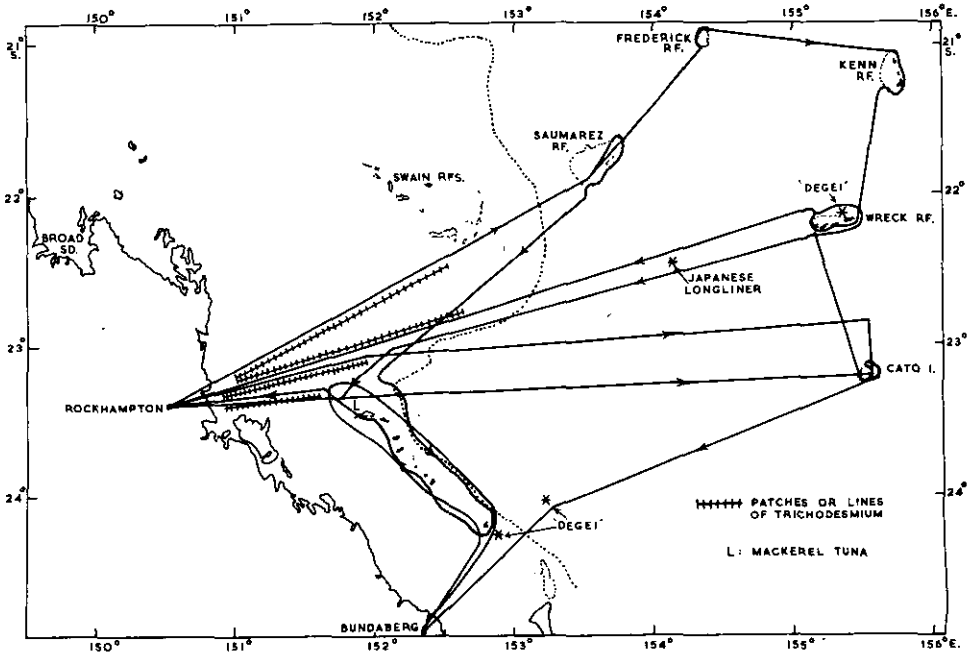 150°
151°
152°
153°
154°
155°
156°E.
21°
S.
21°
S.
FREDERICK
RF.
KENN
RF.
SAUMAREZ
RF.
SWAIN RFS.
22°
22°
'DEGEI'
WRECK RF.
BROAD
SD.
JAPANESE
LONGLINER
23°
23°
CATO I.
ROCKHAMPTON
L
24°
24°
PATCHES OR LINES
OF TRICHODESMIUM
'DEGEI'
L: MACKEREL TUNA
BUNDABERG
150°
151°
152°
153°
154°
155°
156°E.